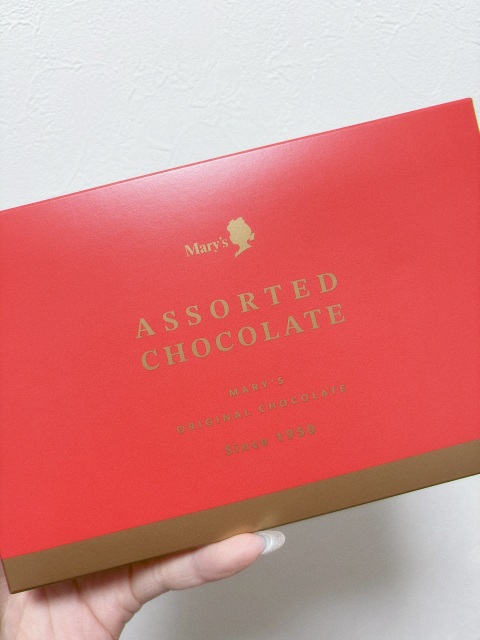 Mary's
ASSORTED
CHOCOLATE
MARY'S
ORIGINAL CHOCOLATE
SINCE 1950